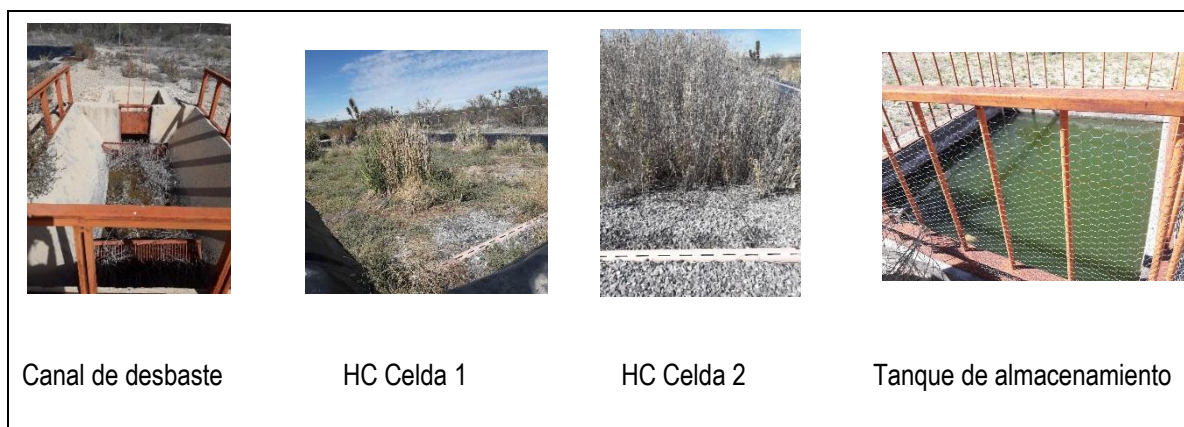 Canal de desbaste
HC Celda 1
HC Celda 2
Tanque de almacenamiento